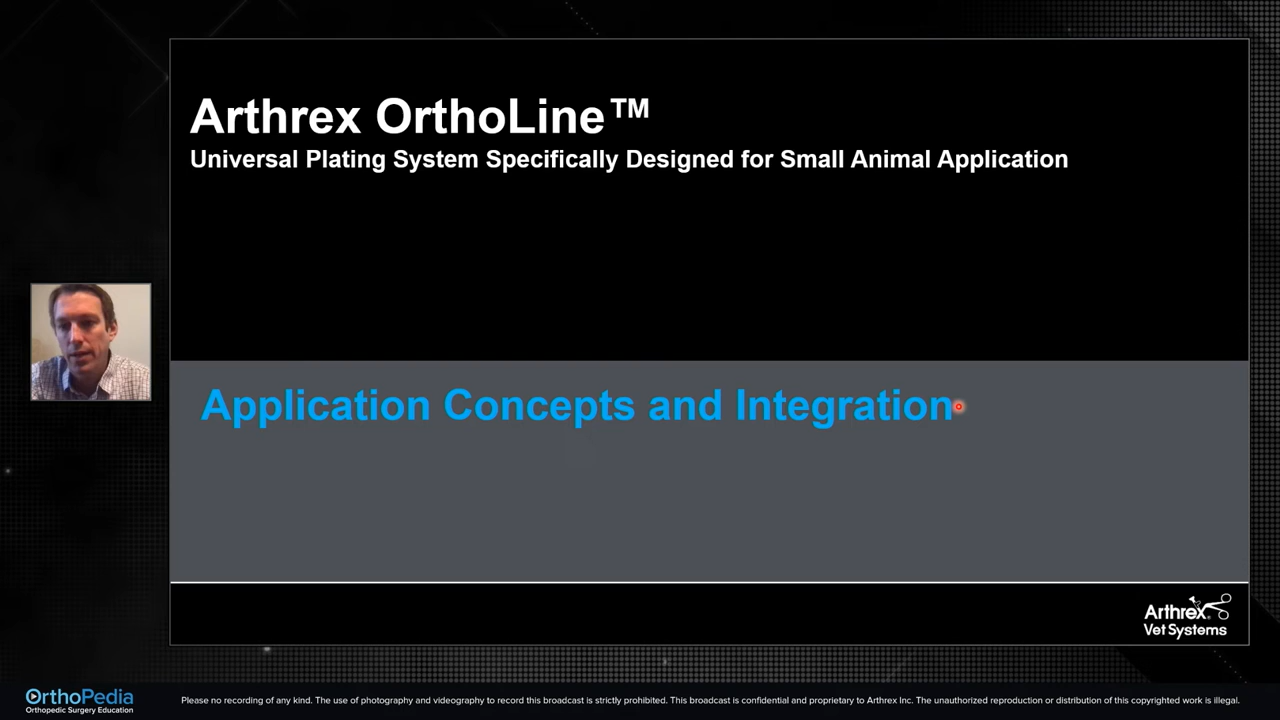 Arthrex OrthoLine™
Universal Plating System Specifically Designed for Small Animal Application
Application Concepts and Integration
Arthrex®
Vet Systems
OrthoPedia
Orthopedic Surgery Education
Please no recording of any kind. The use of photography and videography to record this broadcast is strictly prohibited. This broadcast is confidential and proprietary to Arthrex Inc. The unauthorized reproduction or distribution of this copyrighted work is illegal.